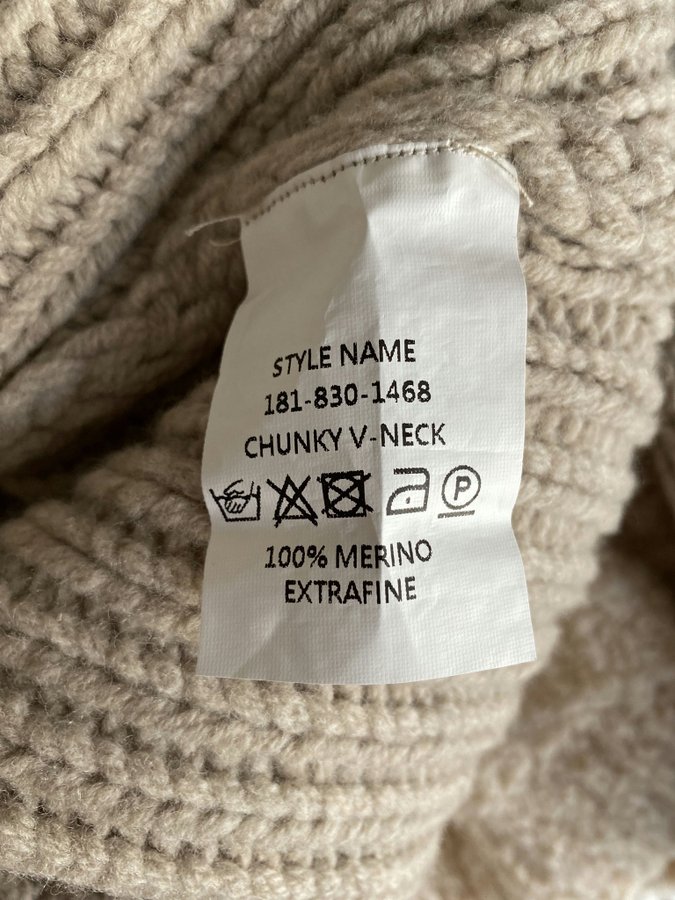 STYLE NAME
181-830-1468
CHUNKY V-NECK
P
100% MERINO
EXTRAFINE